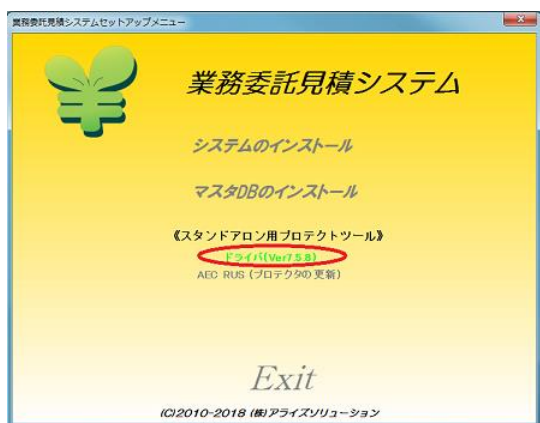 業務委託見積システムセットアップメニュー
業務委託見積システム
システムのインストール
マスタDBのインストール
《スタンドアロン用プロテクトツール》
ドライバ(Ver7.5.8)
AEC RUS (プロテクタの更新)
Exit
(C)2010-2018 (株)アライズソリューション